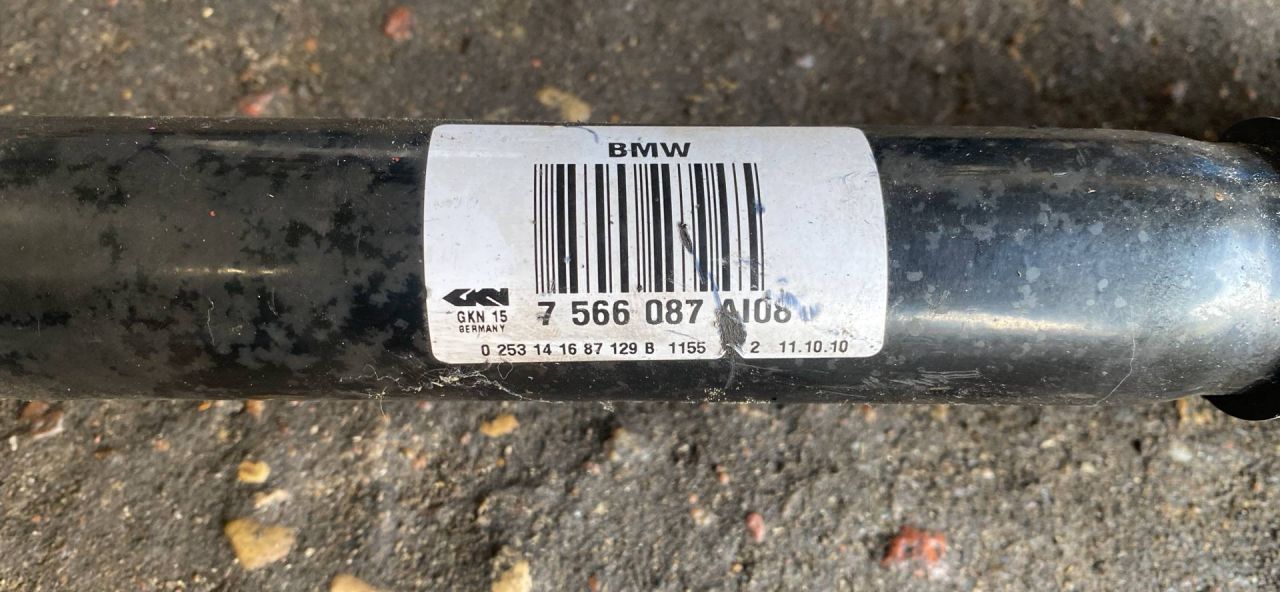 BMW
GKN
GKN 15
GERMANY
7 566 087 AI08
0 253 14 16 87 129 B 1155 2 11.10.10